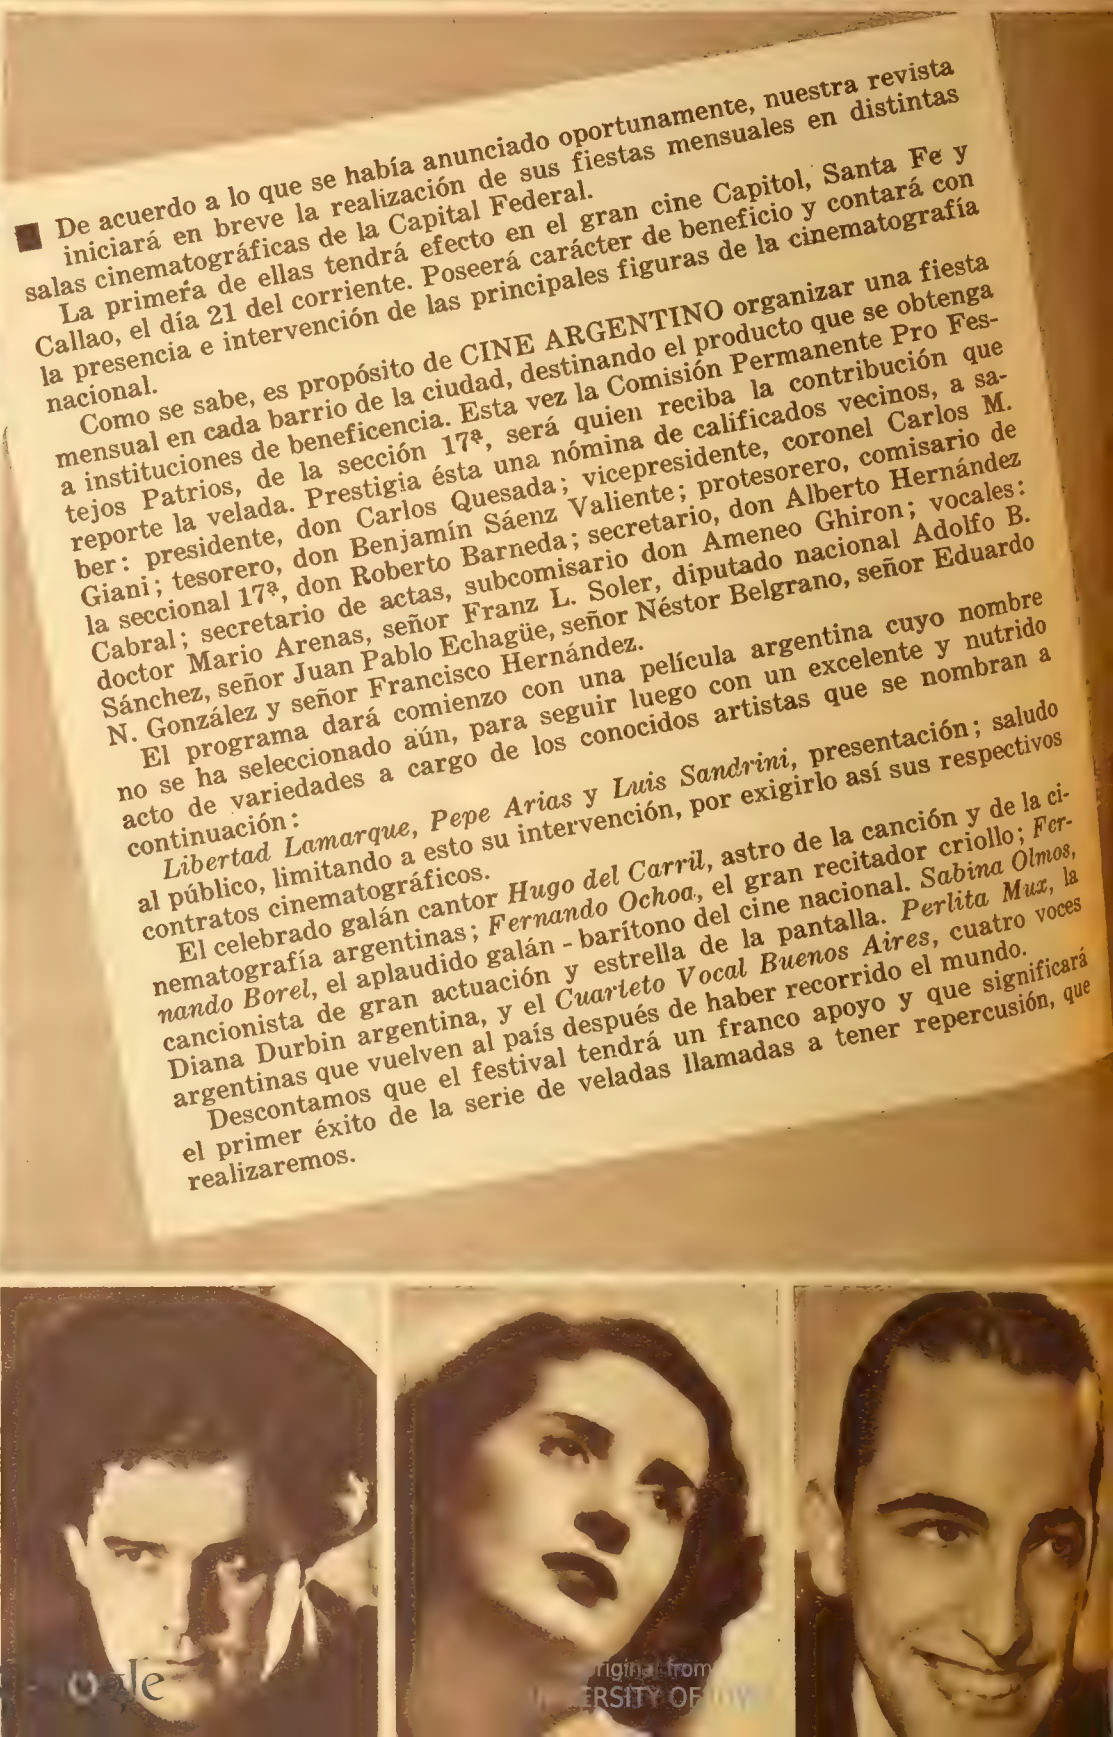 ■ De acuerdo a lo que se había anunciado oportunamente, nuestra revista
iniciará en breve la realización de sus fiestas mensuales en distintas
salas cinematográficas de la Capital Federal.
La primera de ellas tendrá efecto en el gran cine Capitol, Santa Fe y
Callao, el día 21 del corriente. Poseerá carácter de beneficio y contará con
la presencia e intervención de las principales figuras de la cinematografía
nacional.
Como se sabe, es propósito de CINE ARGENTINO organizar una fiesta
mensual en cada barrio de la ciudad, destinando el producto que se obtenga
a instituciones de beneficencia. Esta vez la Comisión Permanente Pro Fes-
tejos Patrios, de la sección 17ª, será quien reciba la contribución que
reporte la velada. Prestigia ésta una nómina de calificados vecinos, a sa-
ber: presidente, don Carlos Quesada; vicepresidente, coronel Carlos M.
Giani; tesorero, don Benjamín Sáenz Valiente; protesorero, comisario de
la seccional 17ª, don Roberto Barneda; secretario, don Alberto Hernández
Cabral; secretario de actas, subcomisario don Ameneo Ghiron; vocales:
doctor Mario Arenas, señor Franz L. Soler, diputado nacional Adolfo B.
Sánchez, señor Juan Pablo Echagüe, señor Néstor Belgrano, señor Eduardo
N. González y señor Francisco Hernández.
El programa dará comienzo con una película argentina cuyo nombre
no se ha seleccionado aún, para seguir luego con un excelente y nutrido
acto de variedades a cargo de los conocidos artistas que se nombran a
continuación:
Libertad Lamarque, Pepe Arias y Luis Sandrini, presentación; saludo
al público, limitando a esto su intervención, por exigirlo así sus respectivos
contratos cinematográficos.
El celebrado galán cantor Hugo del Carril, astro de la canción y de la ci-
nematografía argentinas; Fernando Ochoa, el gran recitador criollo; Fer-
nando Borel, el aplaudido galán - barítono del cine nacional. Sabina Olmos,
cancionista de gran actuación y estrella de la pantalla. Perlita Mux, la
Diana Durbin argentina, y el Cuarteto Vocal Buenos Aires, cuatro voces
argentinas que vuelven al país después de haber recorrido el mundo.
Descontamos que el festival tendrá un franco apoyo y que significará
el primer éxito de la serie de veladas llamadas a tener repercusión, que
realizaremos.
from
OF